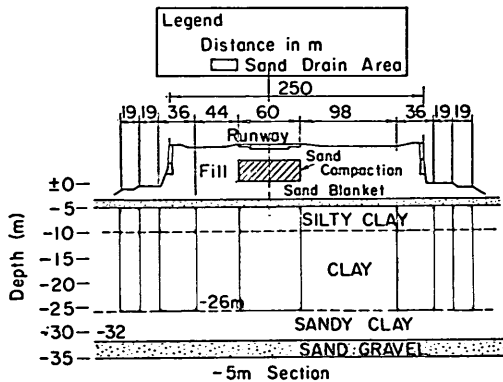 Legend
Distance in m
Sand Drain Area
250
19 19 36 44 60 98 36 19 19
Runway
Sand
Compaction
Fill
Sand Blanket
±0
-5
SILTY CLAY
-10
-15
CLAY
-20
-25
-26m
SANDY CLAY
-30
-32
SAND GRAVEL
-35
Depth (m)
-5m Section